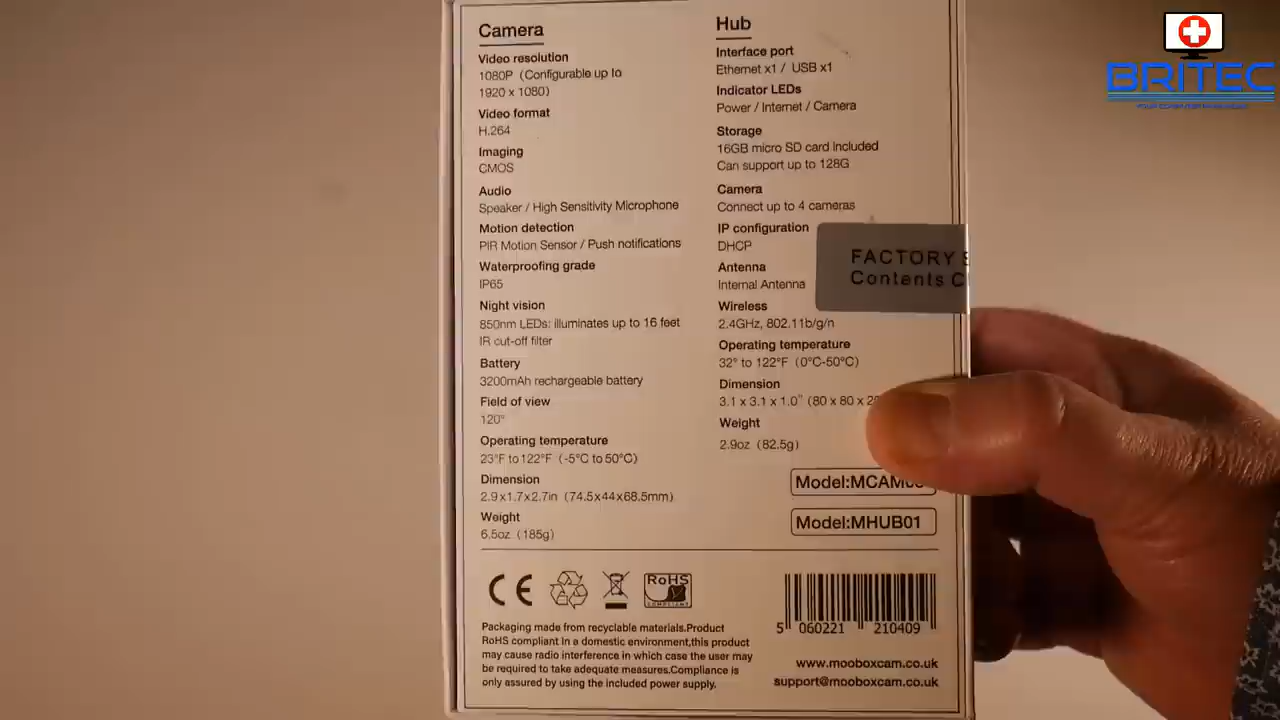 Camera
Video resolution
1080P (Configurable up to
1920 x 1080)
Video format
H.264
Imaging
CMOS
Audio
Speaker / High Sensitivity Microphone
Motion detection
PIR Motion Sensor / Push notifications
Waterproofing grade
IP65
Night vision
850nm LEDs: illuminates up to 16 feet
IR cut-off filter
Battery
3200mAh rechargeable battery
Field of view
120°
Operating temperature
23°F to 122°F (-5°C to 50°C)
Dimension
2.9x1.7x2.7in (74.5x44x68.5mm)
Weight
6.5oz (185g)
Hub
Interface port
Ethernet x1 / USB x1
Indicator LEDs
Power / Internet / Camera
Storage
16GB micro SD card included
Can support up to 128G
Camera
Connect up to 4 cameras
IP configuration
DHCP
Antenna
Internal Antenna
Wireless
2.4GHz, 802.11b/g/n
Operating temperature
32° to 122°F (0°C-50°C)
Dimension
3.1 x 3.1 x 1.0" (80 x 80 x
Weight
2.9oz (82.5g)
FACTORY
Contents
Model:
Model:MHUB01
CE
RoHS
COMPLIANT
Packaging made from recyclable materials.Product
RoHS compliant In a domestic environment,this product
may cause radio interference in which case the user may
be required to take adequate measures.Compliance is
only assured by using the included power supply.
5 060221 210409
www.mooboxcam.co.uk
support@mooboxcam.co.uk
BRITEC